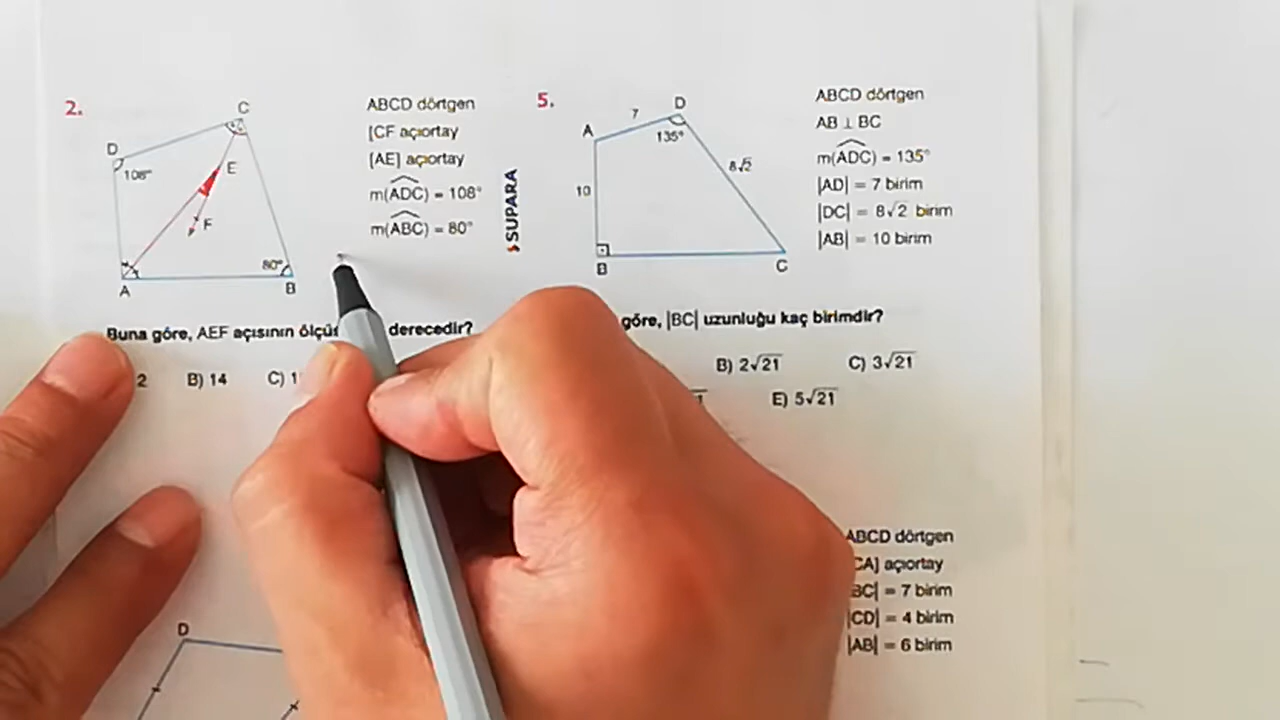 2.
C
D
108°
E
F
80°
A
B
ABCD dörtgen
[CF açıortay
[AE] açıortay
m(ADC) = 108°
m(ABC) = 80°
Buna göre, AEF açısının derecedir?
2 B) 14 C)
SUPARA
5.
7
D
A
135°
8√2
10
B
C
ABCD dörtgen
AB ⊥ BC
m(ADC) = 135°
|AD| = 7 birim
|DC| = 8√2 birim
|AB| = 10 birim
göre, |BC| uzunluğu kaç birimdir?
B) 2√21 C) 3√21
E) 5√21
D
ABCD dörtgen
CA] açıortay
BC| = 7 birim
|CD| = 4 birim
|AB| = 6 birim